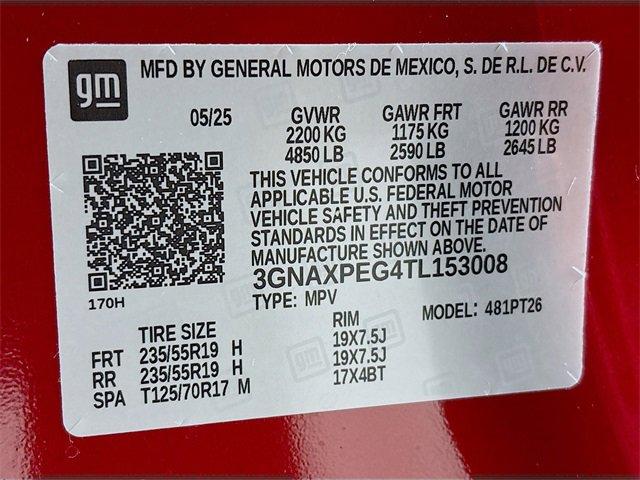 gm
MFD BY GENERAL MOTORS DE MEXICO, S. DE R.L. DE C.V.
05/25 GVWR GAWR FRT GAWR RR
2200 KG 1175 KG 1200 KG
4850 LB 2590 LB 2645 LB
THIS VEHICLE CONFORMS TO ALL
APPLICABLE U.S. FEDERAL MOTOR
VEHICLE SAFETY AND THEFT PREVENTION
STANDARDS IN EFFECT ON THE DATE OF
MANUFACTURE SHOWN ABOVE.
3GNAXPEG4TL153008
170H
TYPE: MPV MODEL: 481PT26
TIRE SIZE RIM
FRT 235/55R19 H 19X7.5J
RR 235/55R19 H 19X7.5J
SPA T125/70R17 M 17X4BT